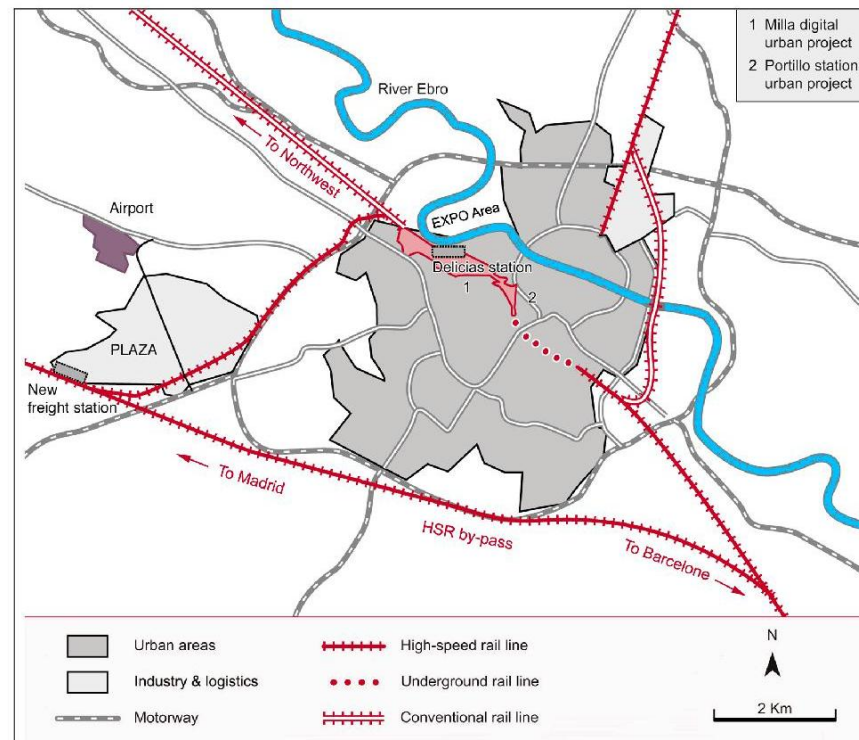 1 Milla digital
urban project
2 Portillo station
urban project
River Ebro
To Northwest
Airport
EXPO Area
Delicias station
1
2
PLAZA
New
freight station
To Madrid
HSR by-pass
To Barcelone
Urban areas
Industry & logistics
Motorway
High-speed rail line
Underground rail line
Conventional rail line
N
2 Km